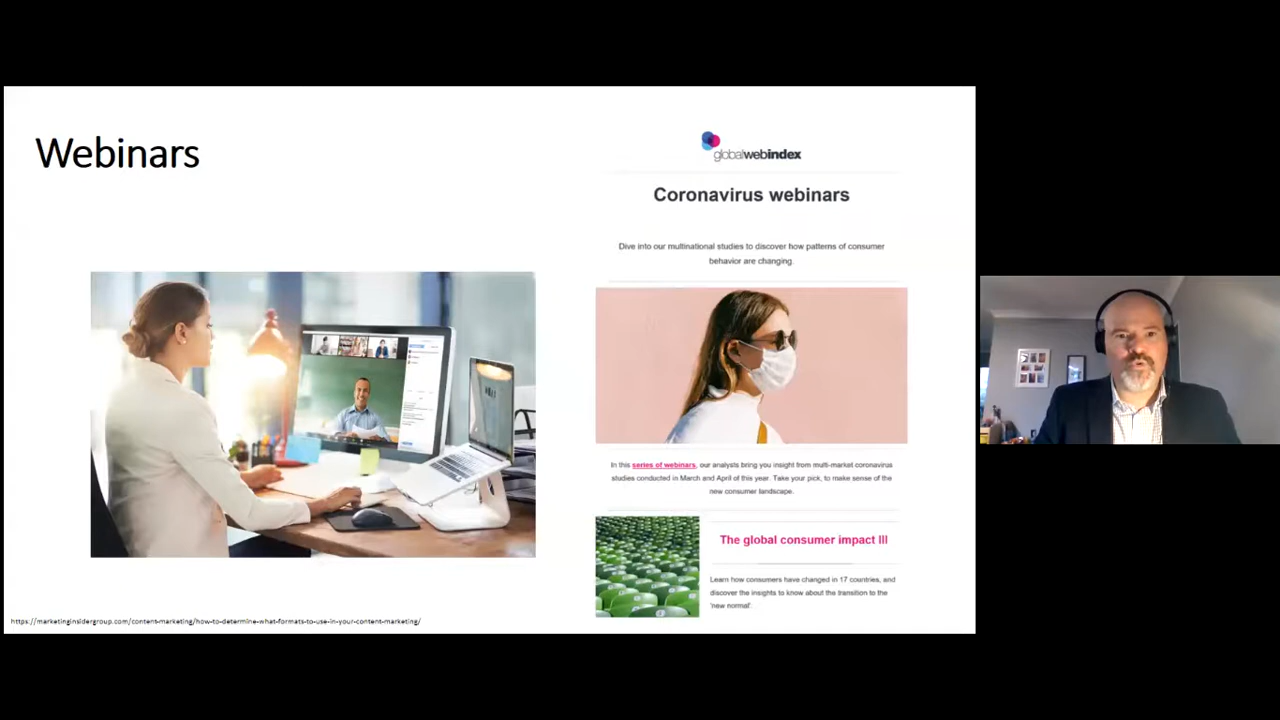 Webinars
globalwebindex
Coronavirus webinars
Dive into our multinational studies to discover how patterns of consumer
behavior are changing.
In this series of webinars, our analysts bring you insight from multi-market coronavirus
studies conducted in March and April of this year. Take your pick, to make sense of the
new consumer landscape.
The global consumer impact III
Learn how consumers have changed in 17 countries, and
discover the insights to know about the transition to the
'new normal'.
https://marketinginsidergroup.com/content-marketing/how-to-determine-what-formats-to-use-in-your-content-marketing/